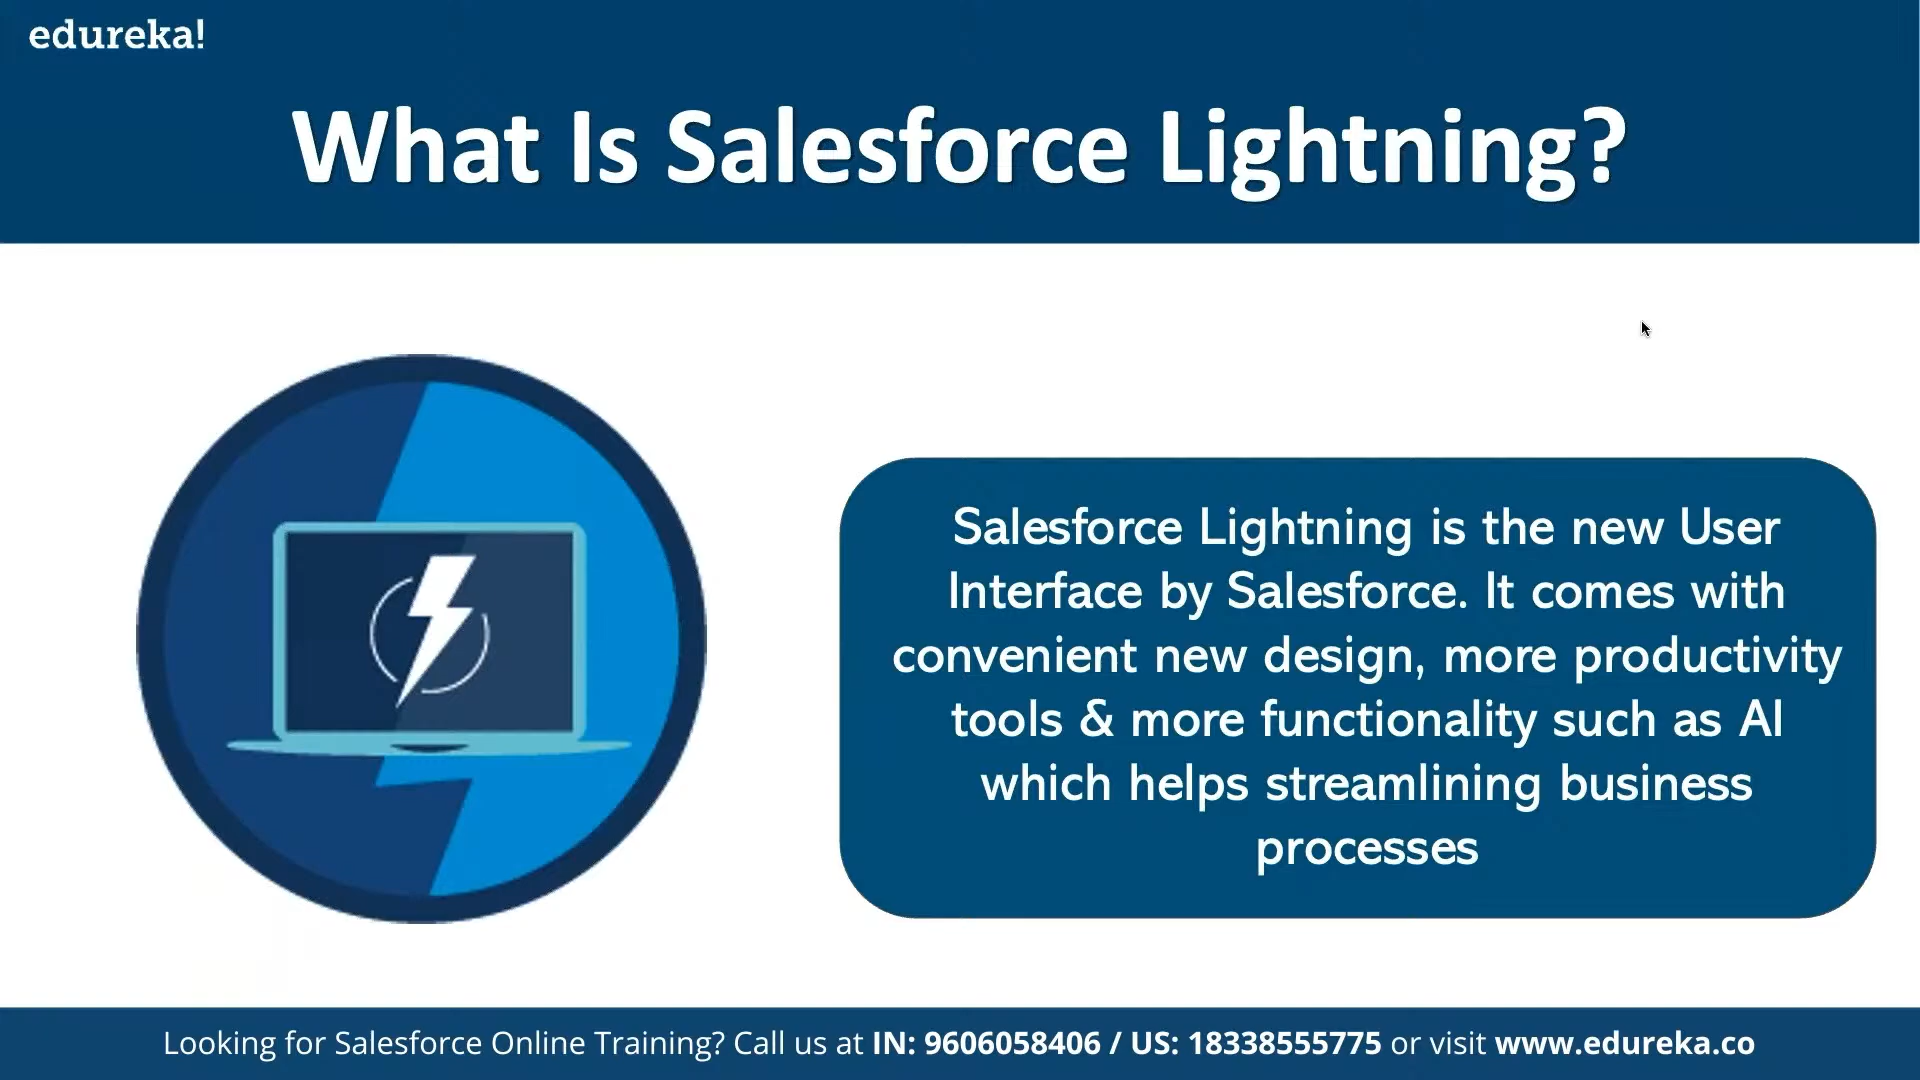 edureka!
What Is Salesforce Lightning?
Salesforce Lightning is the new User
Interface by Salesforce. It comes with
convenient new design, more productivity
tools & more functionality such as AI
which helps streamlining business
processes
Looking for Salesforce Online Training? Call us at IN: 9606058406 / US: 18338555775 or visit www.edureka.co